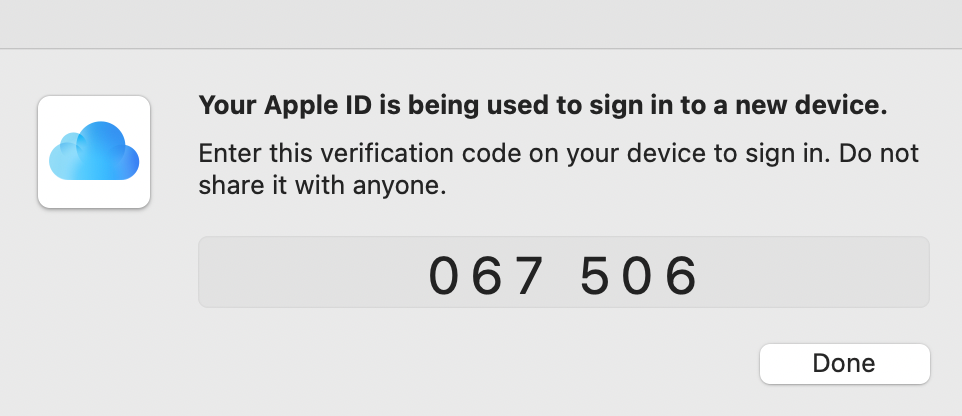 Your Apple ID is being used to sign in to a new device.
Enter this verification code on your device to sign in. Do not
share it with anyone.
067 506
Done